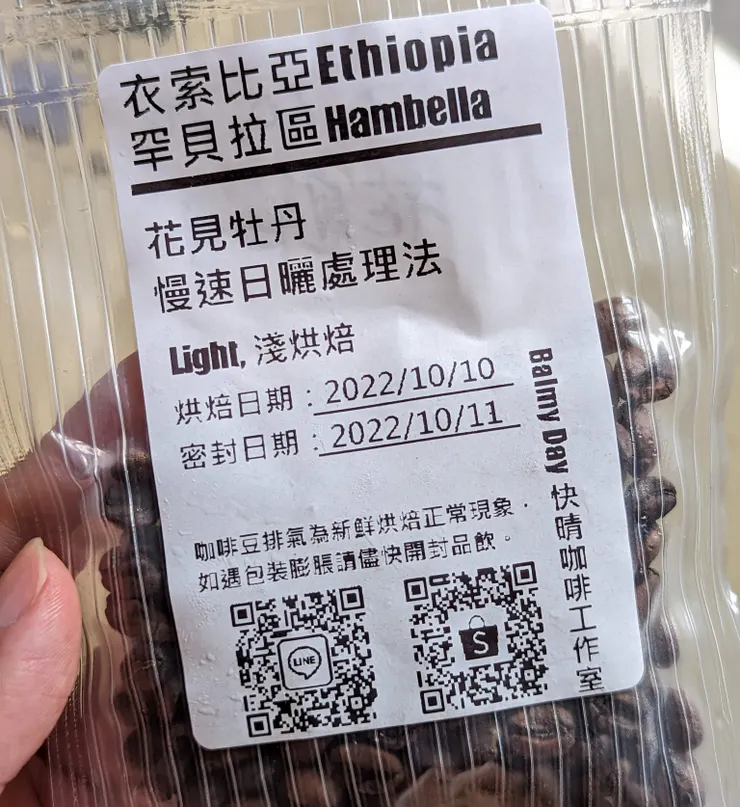 衣索比亞Ethiopia
罕貝拉區Hambella
花見牡丹
慢速日曬處理法
Light, 淺烘焙
烘焙日期：2022/10/10
密封日期：2022/10/11
咖啡豆排氣為新鮮烘焙正常現象，
如遇包裝膨脹請儘快開封品飲。
LINE
S
Balmy Day 快晴咖啡工作室